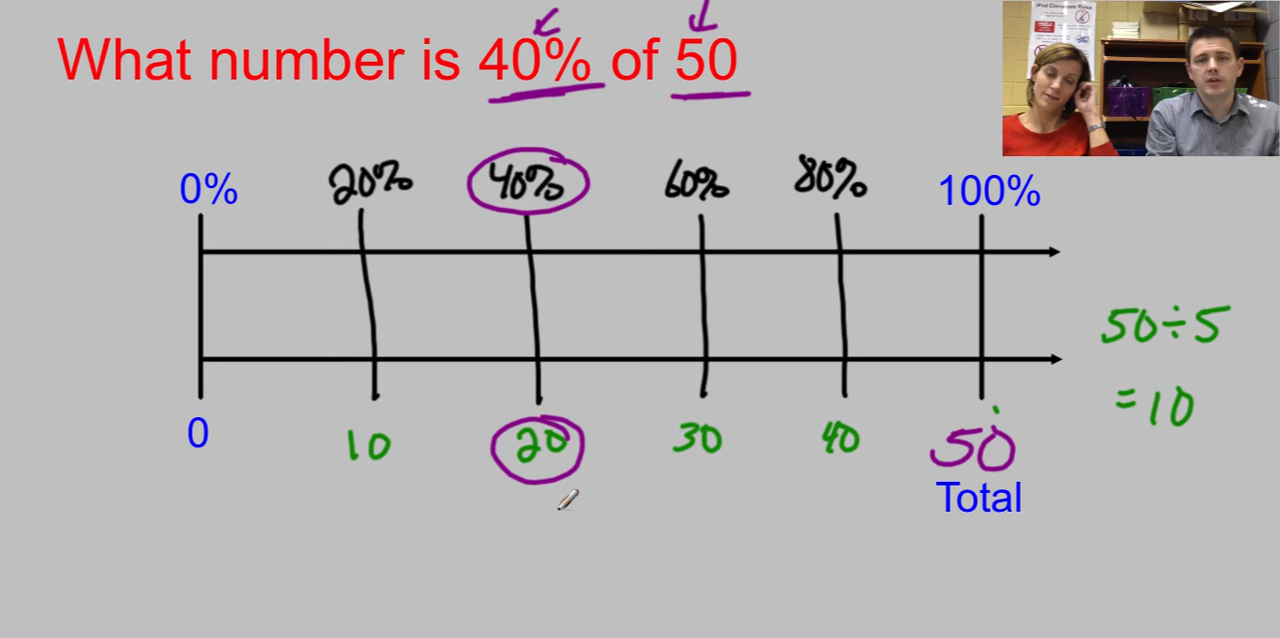 What number is 40% of 50
0% 20% 40% 60% 80% 100%
50÷5
=10
0 10 20 30 40 50
Total